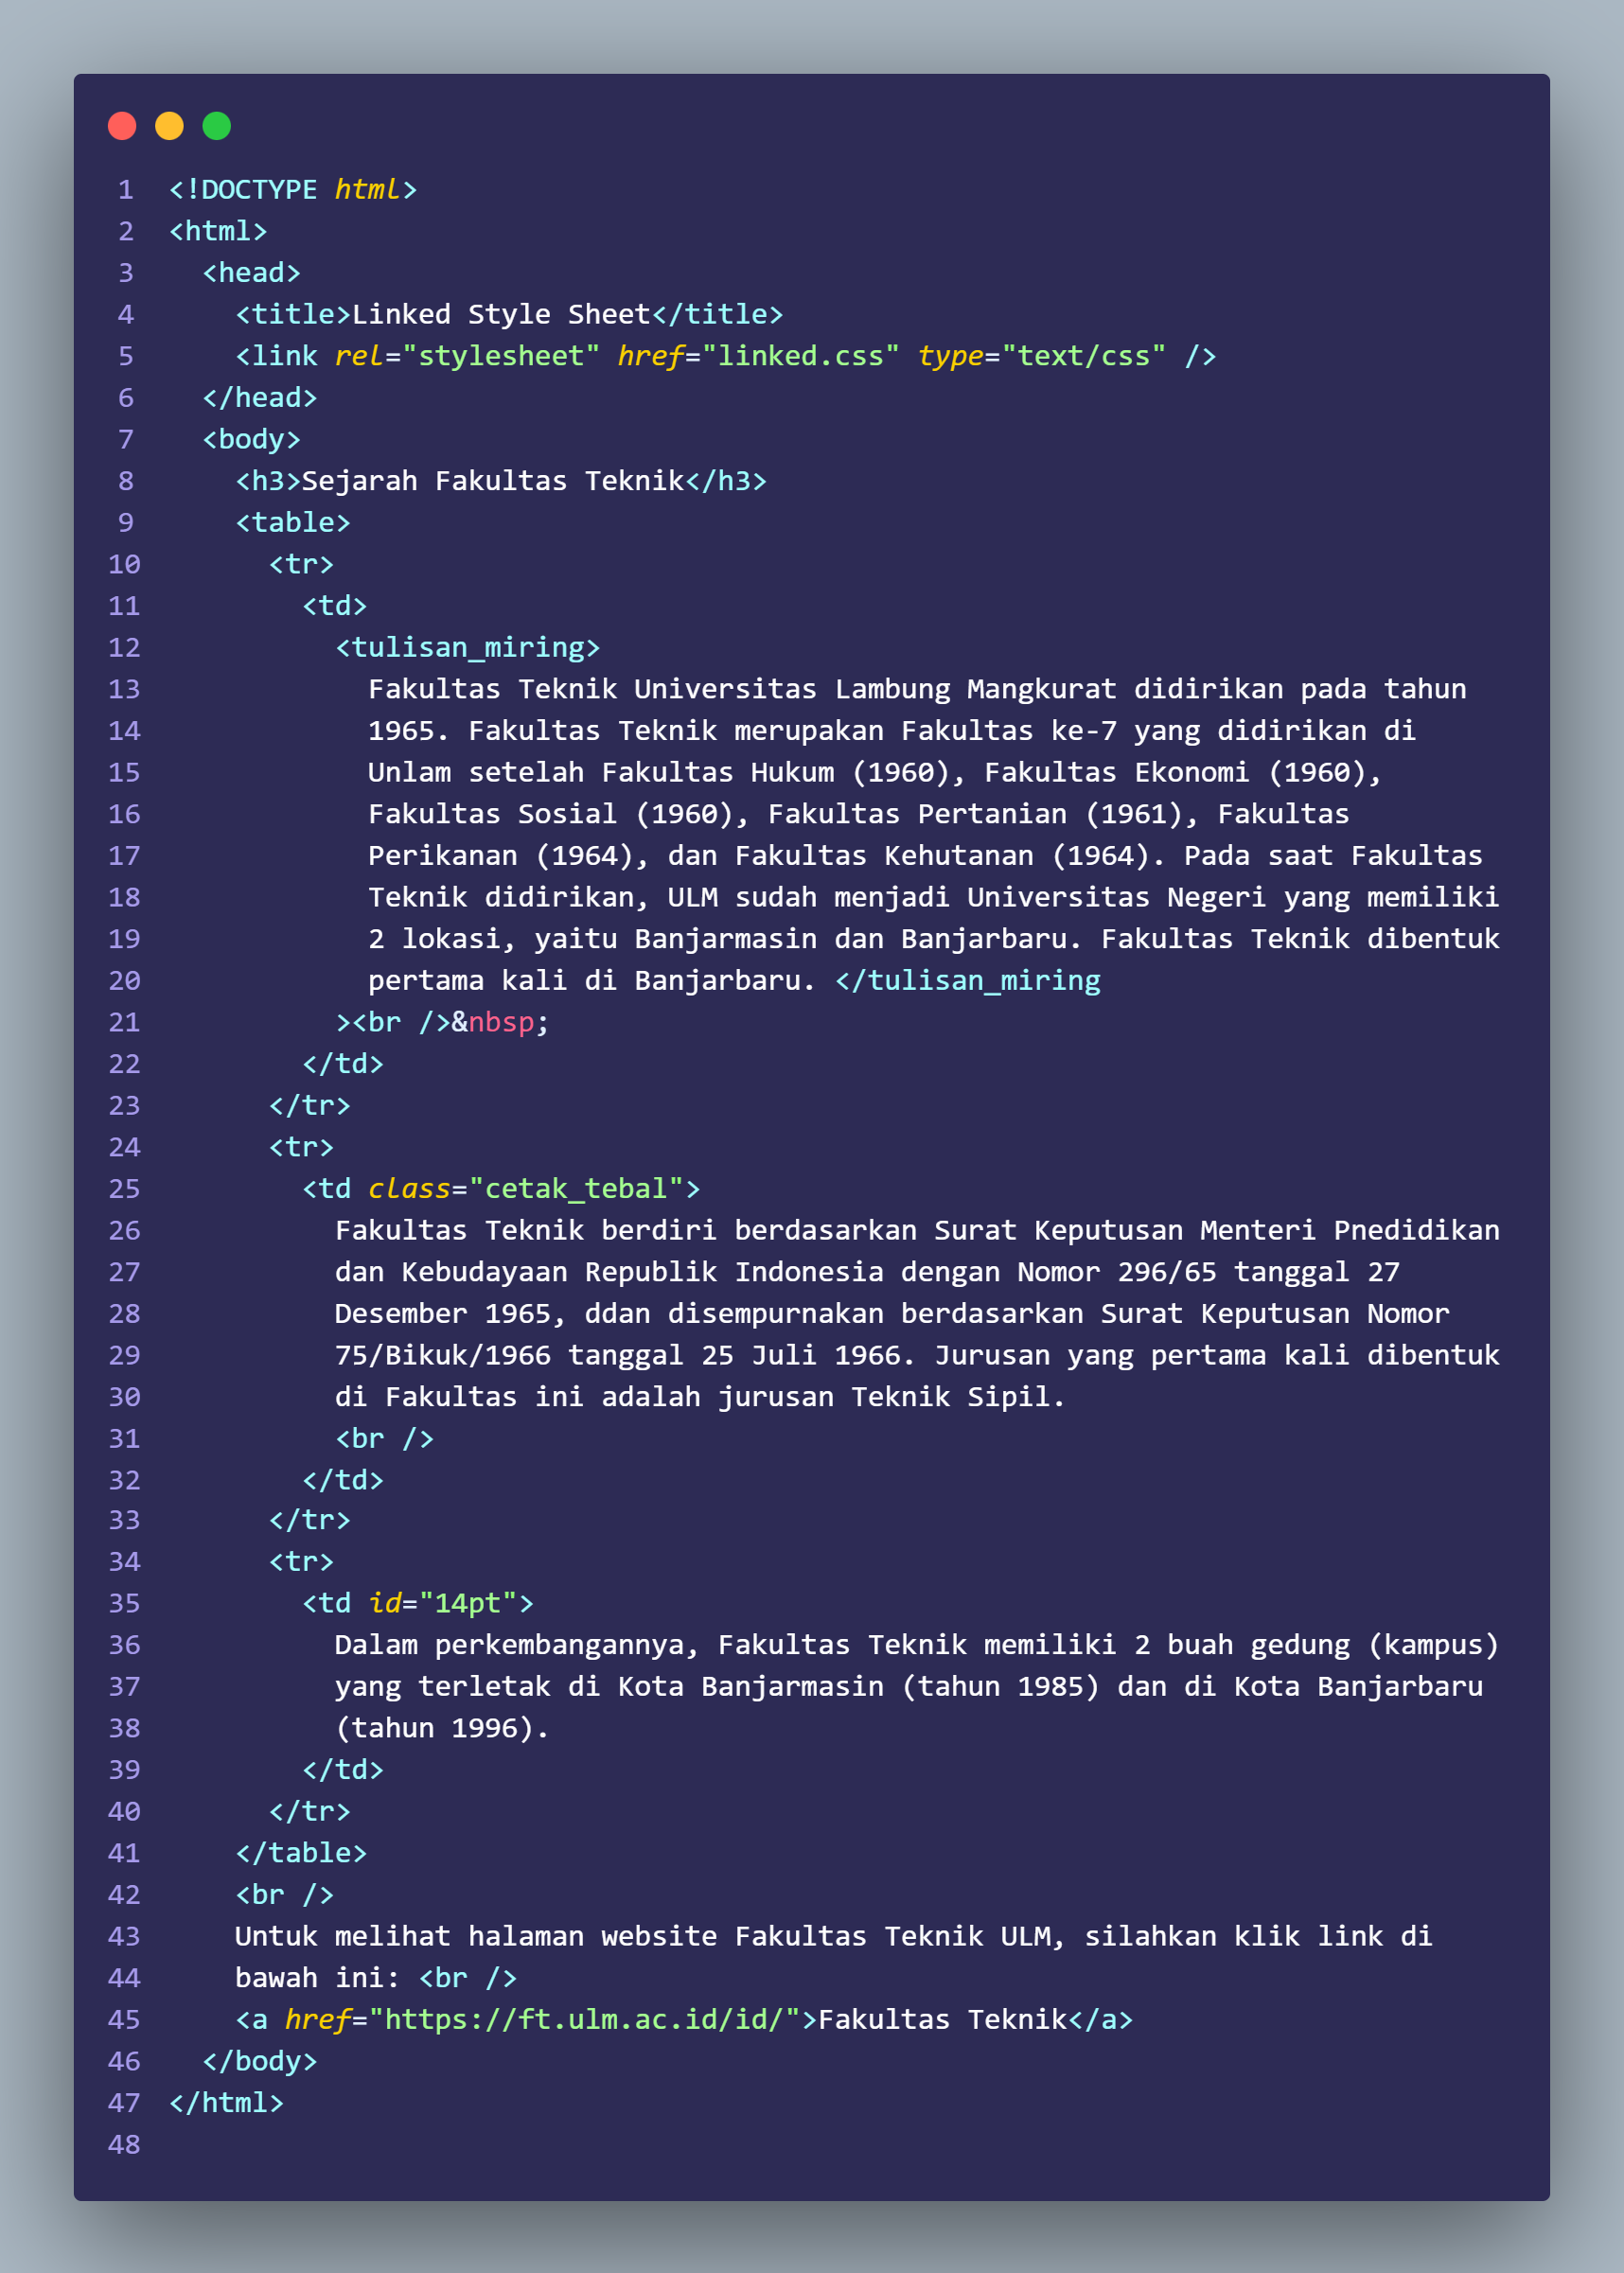 1 <!DOCTYPE html>
2 <html>
3   <head>
4     <title>Linked Style Sheet</title>
5     <link rel="stylesheet" href="linked.css" type="text/css" />
6   </head>
7   <body>
8     <h3>Sejarah Fakultas Teknik</h3>
9     <table>
10       <tr>
11         <td>
12           <tulisan_miring>
13             Fakultas Teknik Universitas Lambung Mangkurat didirikan pada tahun
14             1965. Fakultas Teknik merupakan Fakultas ke-7 yang didirikan di
15             Unlam setelah Fakultas Hukum (1960), Fakultas Ekonomi (1960),
16             Fakultas Sosial (1960), Fakultas Pertanian (1961), Fakultas
17             Perikanan (1964), dan Fakultas Kehutanan (1964). Pada saat Fakultas
18             Teknik didirikan, ULM sudah menjadi Universitas Negeri yang memiliki
19             2 lokasi, yaitu Banjarmasin dan Banjarbaru. Fakultas Teknik dibentuk
20             pertama kali di Banjarbaru. </tulisan_miring
21           ><br />&nbsp;
22         </td>
23       </tr>
24       <tr>
25         <td class="cetak_tebal">
26           Fakultas Teknik berdiri berdasarkan Surat Keputusan Menteri Pnedidikan
27           dan Kebudayaan Republik Indonesia dengan Nomor 296/65 tanggal 27
28           Desember 1965, ddan disempurnakan berdasarkan Surat Keputusan Nomor
29           75/Bikuk/1966 tanggal 25 Juli 1966. Jurusan yang pertama kali dibentuk
30           di Fakultas ini adalah jurusan Teknik Sipil.
31           <br />
32         </td>
33       </tr>
34       <tr>
35         <td id="14pt">
36           Dalam perkembangannya, Fakultas Teknik memiliki 2 buah gedung (kampus)
37           yang terletak di Kota Banjarmasin (tahun 1985) dan di Kota Banjarbaru
38           (tahun 1996).
39         </td>
40       </tr>
41     </table>
42     <br />
43     Untuk melihat halaman website Fakultas Teknik ULM, silahkan klik link di
44     bawah ini: <br />
45     <a href="https://ft.ulm.ac.id/id/">Fakultas Teknik</a>
46   </body>
47 </html>
48